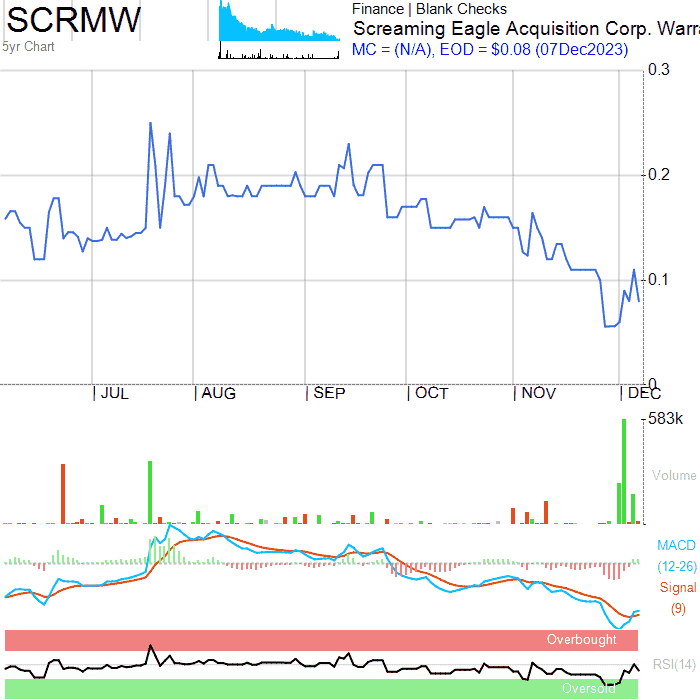 SCRMW
5yr Chart
Finance | Blank Checks
Screaming Eagle Acquisition Corp. Warra
MC = (N/A), EOD = $0.08 (07Dec2023)
0.3
0.2
0.1
0
JUL AUG SEP OCT NOV DEC
583k
Volume
MACD
(12-26)
Signal
(9)
Overbought
RSI(14)
Oversold